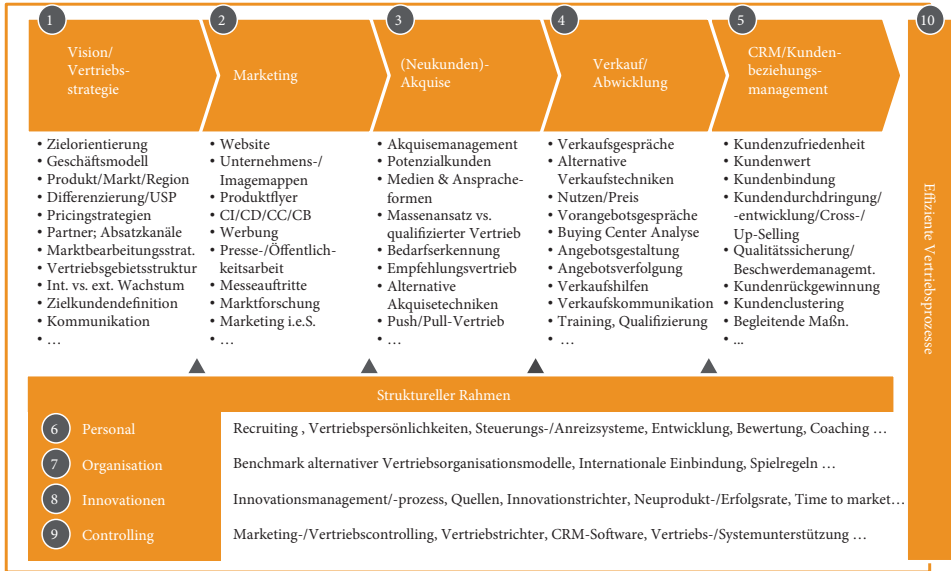 1
2
3
4
5
10
Vision/
Vertriebs-
strategie
Marketing
(Neukunden)-
Akquise
Verkauf/
Abwicklung
CRM/Kunden-
beziehungs-
management
• Zielorientierung
• Geschäftsmodell
• Produkt/Markt/Region
• Differenzierung/USP
• Pricingstrategien
• Partner; Absatzkanäle
• Marktbearbeitungsstrat.
• Vertriebsgebietsstruktur
• Int. vs. ext. Wachstum
• Zielkundendefinition
• Kommunikation
• …
• Website
• Unternehmens-/
Imagemappen
• Produktflyer
• CI/CD/CC/CB
• Werbung
• Presse-/Öffentlich-
keitsarbeit
• Messeauftritte
• Marktforschung
• Marketing i.e.S.
• …
• Akquisemanagement
• Potenzialkunden
• Medien & Ansprache-
formen
• Massenansatz vs.
qualifizierter Vertrieb
• Bedarfserkennung
• Empfehlungsvertrieb
• Alternative
Akquisetechniken
• Push/Pull-Vertrieb
• …
• Verkaufsgespräche
• Alternative
Verkaufstechniken
• Nutzen/Preis
• Vorangebotsgespräche
• Buying Center Analyse
• Angebotsgestaltung
• Angebotsverfolgung
• Verkaufshilfen
• Verkaufskommunikation
• Training, Qualifizierung
• …
• Kundenzufriedenheit
• Kundenwert
• Kundenbindung
• Kundendurchdringung/
-entwicklung/Cross-/
Up-Selling
• Qualitätssicherung/
Beschwerdemanagemt.
• Kundenrückgewinnung
• Kundenclustering
• Begleitende Maßn.
• ...
Effiziente Vertriebsprozesse
Struktureller Rahmen
6 Personal
Recruiting , Vertriebspersönlichkeiten, Steuerungs-/Anreizsysteme, Entwicklung, Bewertung, Coaching …
7 Organisation
Benchmark alternativer Vertriebsorganisationsmodelle, Internationale Einbindung, Spielregeln …
8 Innovationen
Innovationsmanagement/-prozess, Quellen, Innovationstrichter, Neuprodukt-/Erfolgsrate, Time to market…
9 Controlling
Marketing-/Vertriebscontrolling, Vertriebstrichter, CRM-Software, Vertriebs-/Systemunterstützung …